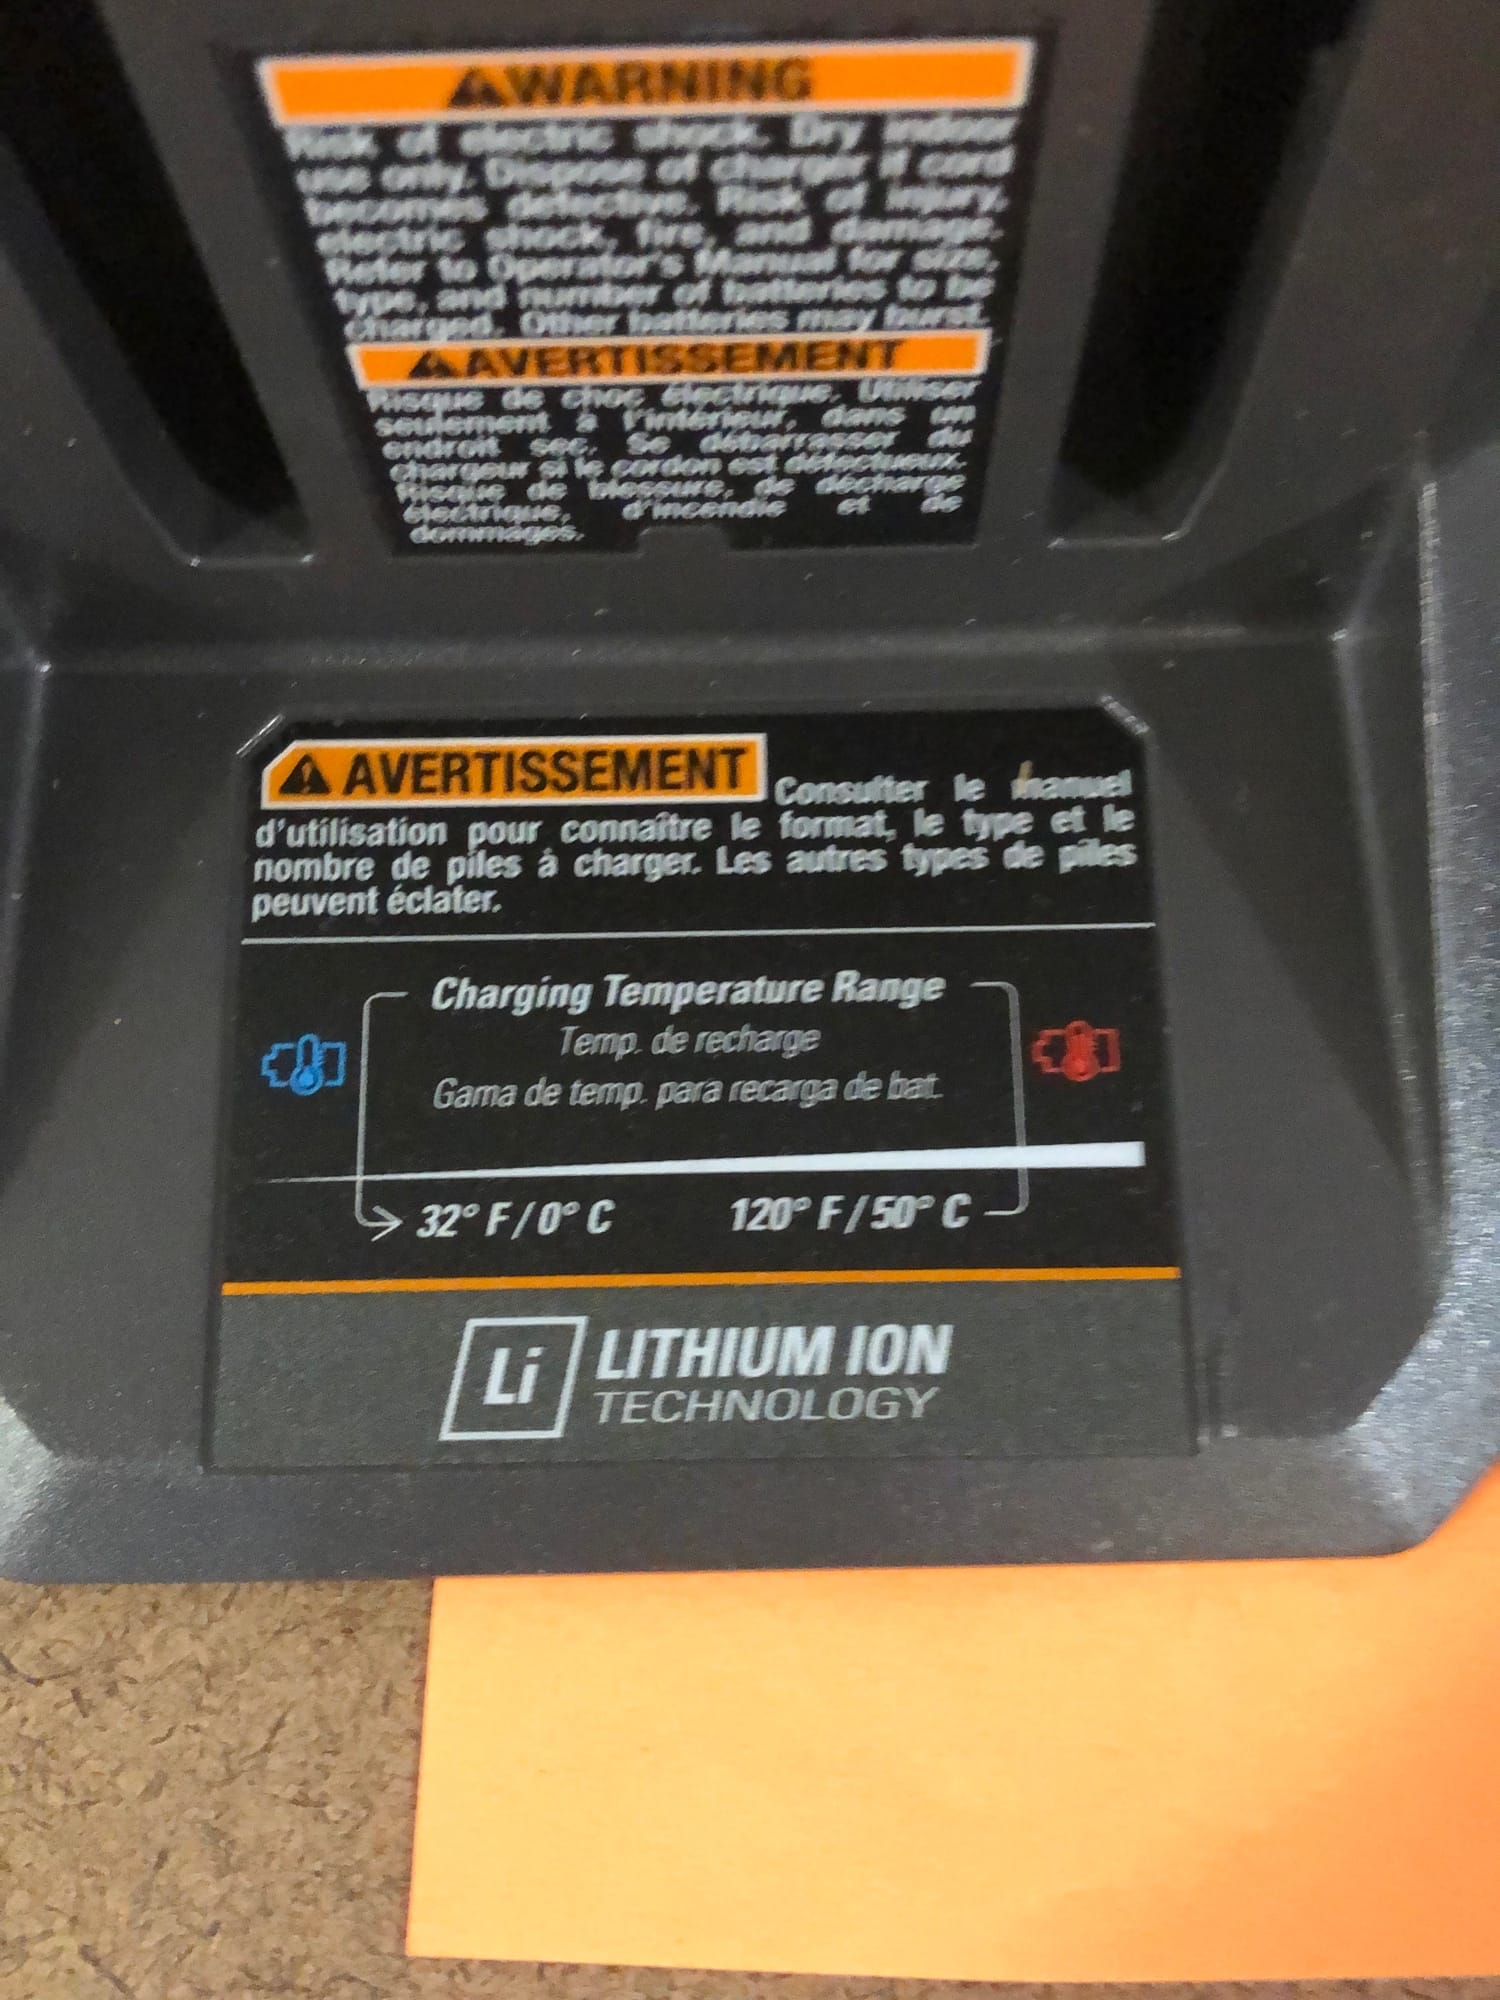 WARNING
Risk of electric shock. Dry indoor
use only. Dispose of charger if cord
becomes defective. Risk of injury,
electric shock, fire, and damage.
Refer to Operator's Manual for size,
type, and number of batteries to be
charged. Other batteries may burst.
AVERTISSEMENT
Risque de choc électrique. Utiliser
seulement à l'intérieur, dans un
endroit sec. Se débarrasser du
chargeur si le cordon est défectueux.
Risque de blessure, de décharge
électrique, d'incendie et de
dommages.
AVERTISSEMENT Consulter le manuel
d'utilisation pour connaître le format, le type et le
nombre de piles à charger. Les autres types de piles
peuvent éclater.
Charging Temperature Range
Temp. de recharge
Gama de temp. para recarga de bat.
32° F/0° C 120° F/50° C
Li LITHIUM ION
TECHNOLOGY